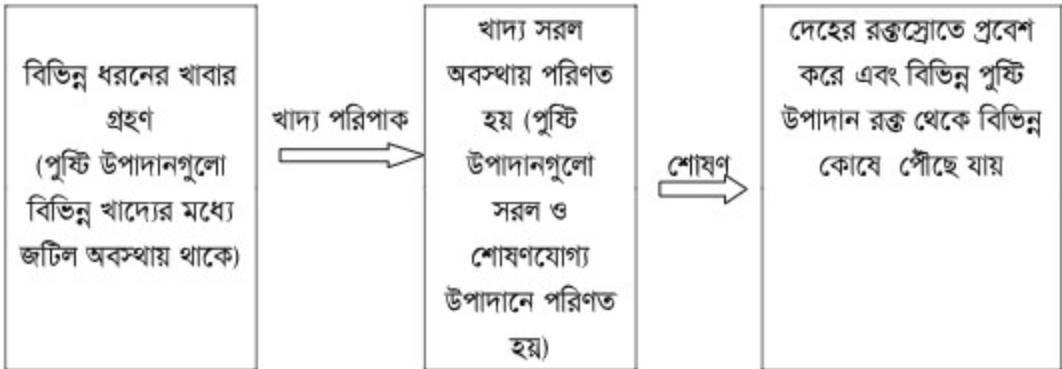 বিভিন্ন ধরনের খাবার
গ্রহণ
(পুষ্টি উপাদানগুলো
বিভিন্ন খাদ্যের মধ্যে
জটিল অবস্থায় থাকে)
খাদ্য পরিপাক
খাদ্য সরল
অবস্থায় পরিণত
হয় (পুষ্টি
উপাদানগুলো
সরল ও
শোষণযোগ্য
উপাদানে পরিণত
হয়)
শোষণ
দেহের রক্তস্রোতে প্রবেশ
করে এবং বিভিন্ন পুষ্টি
উপাদান রক্ত থেকে বিভিন্ন
কোষে পৌঁছে যায়